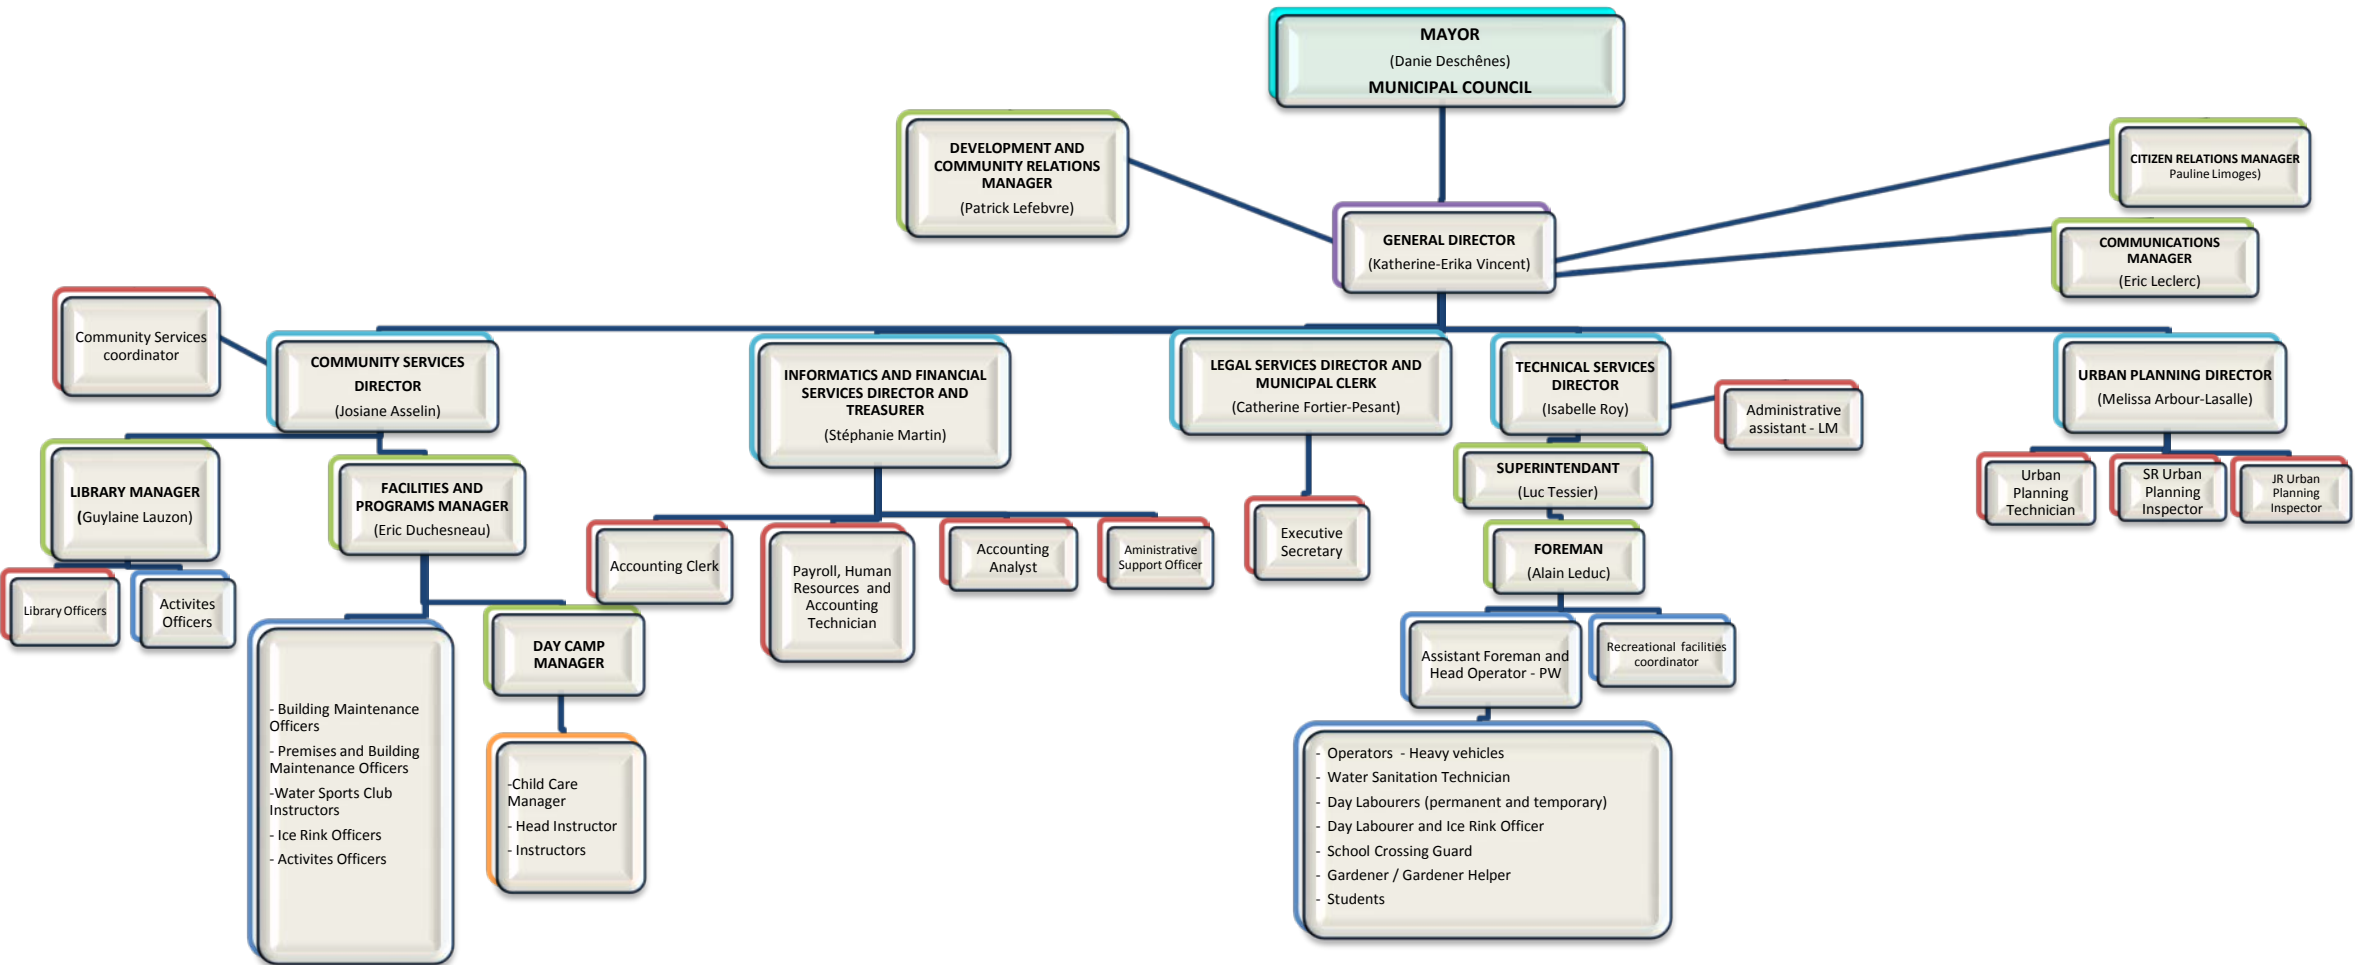 MAYOR
(Danie Deschênes)
MUNICIPAL COUNCIL
DEVELOPMENT AND
COMMUNITY RELATIONS
MANAGER
(Patrick Lefebvre)
CITIZEN RELATIONS MANAGER
Pauline Limoges)
GENERAL DIRECTOR
(Katherine-Erika Vincent)
COMMUNICATIONS
MANAGER
(Eric Leclerc)
Community Services
coordinator
COMMUNITY SERVICES
DIRECTOR
(Josiane Asselin)
INFORMATICS AND FINANCIAL
SERVICES DIRECTOR AND
TREASURER
(Stéphanie Martin)
LEGAL SERVICES DIRECTOR AND
MUNICIPAL CLERK
(Catherine Fortier-Pesant)
TECHNICAL SERVICES
DIRECTOR
(Isabelle Roy)
Administrative
assistant - LM
URBAN PLANNING DIRECTOR
(Melissa Arbour-Lasalle)
LIBRARY MANAGER
(Guylaine Lauzon)
FACILITIES AND
PROGRAMS MANAGER
(Eric Duchesneau)
SUPERINTENDANT
(Luc Tessier)
Urban
Planning
Technician
SR Urban
Planning
Inspector
JR Urban
Planning
Inspector
Accounting Clerk
Payroll, Human
Resources and
Accounting
Technician
Accounting
Analyst
Aministrative
Support Officer
Executive
Secretary
FOREMAN
(Alain Leduc)
Library Officers
Activites
Officers
DAY CAMP
MANAGER
Assistant Foreman and
Head Operator - PW
Recreational facilities
coordinator
- Building Maintenance
Officers
- Premises and Building
Maintenance Officers
-Water Sports Club
Instructors
- Ice Rink Officers
- Activites Officers
-Child Care
Manager
- Head Instructor
- Instructors
- Operators - Heavy vehicles
- Water Sanitation Technician
- Day Labourers (permanent and temporary)
- Day Labourer and Ice Rink Officer
- School Crossing Guard
- Gardener / Gardener Helper
- Students